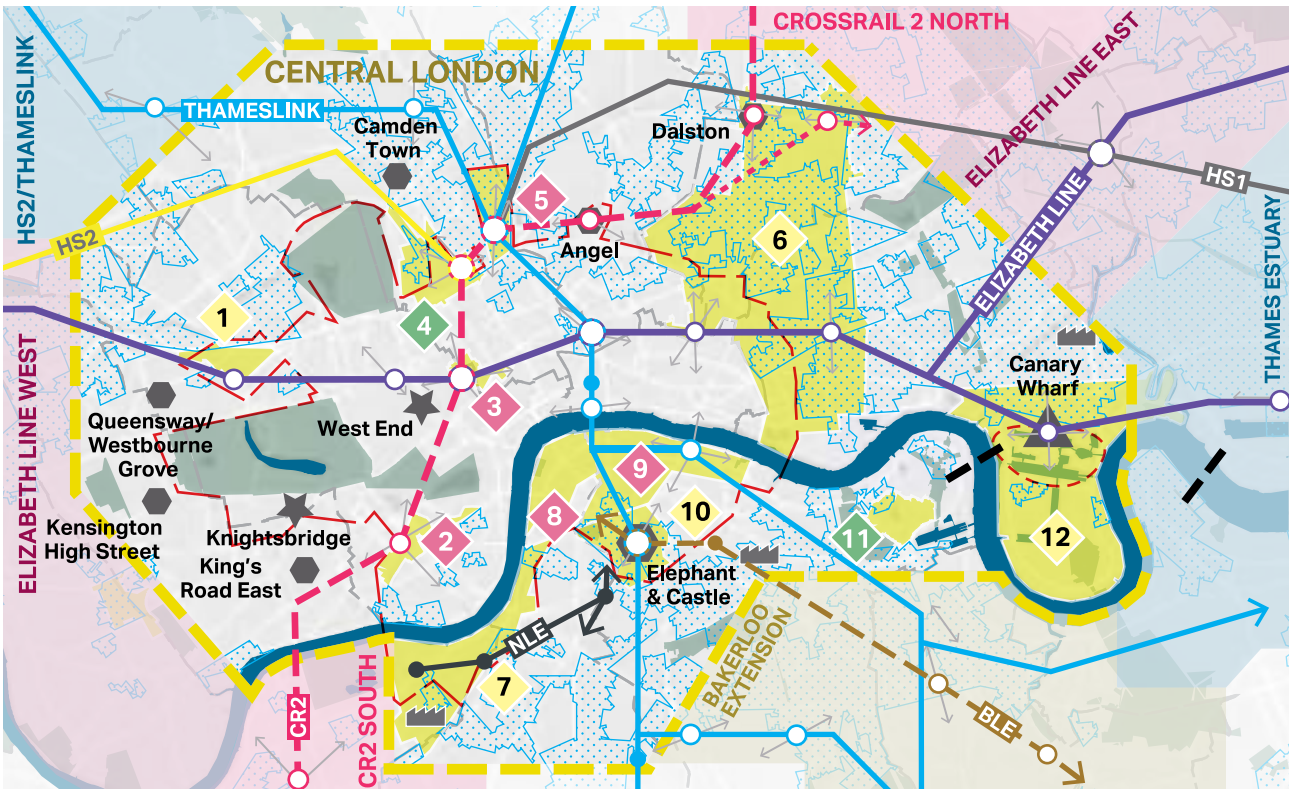 CROSSRAIL 2 NORTH
HS2/THAMESLINK
CENTRAL LONDON
ELIZABETH LINE EAST
THAMESLINK
Camden
Town
Dalston
HS1
5
HS2
Angel
6
ELIZABETH LINE
THAMES ESTUARY
1
4
ELIZABETH LINE WEST
Canary
Wharf
3
Queensway/
Westbourne
Grove
West End
9
Kensington
High Street
Knightsbridge
King's
Road East
2
8
10
11
12
Elephant
& Castle
NLE
BAKERLOO
EXTENSION
7
CR2
CR2 SOUTH
BLE